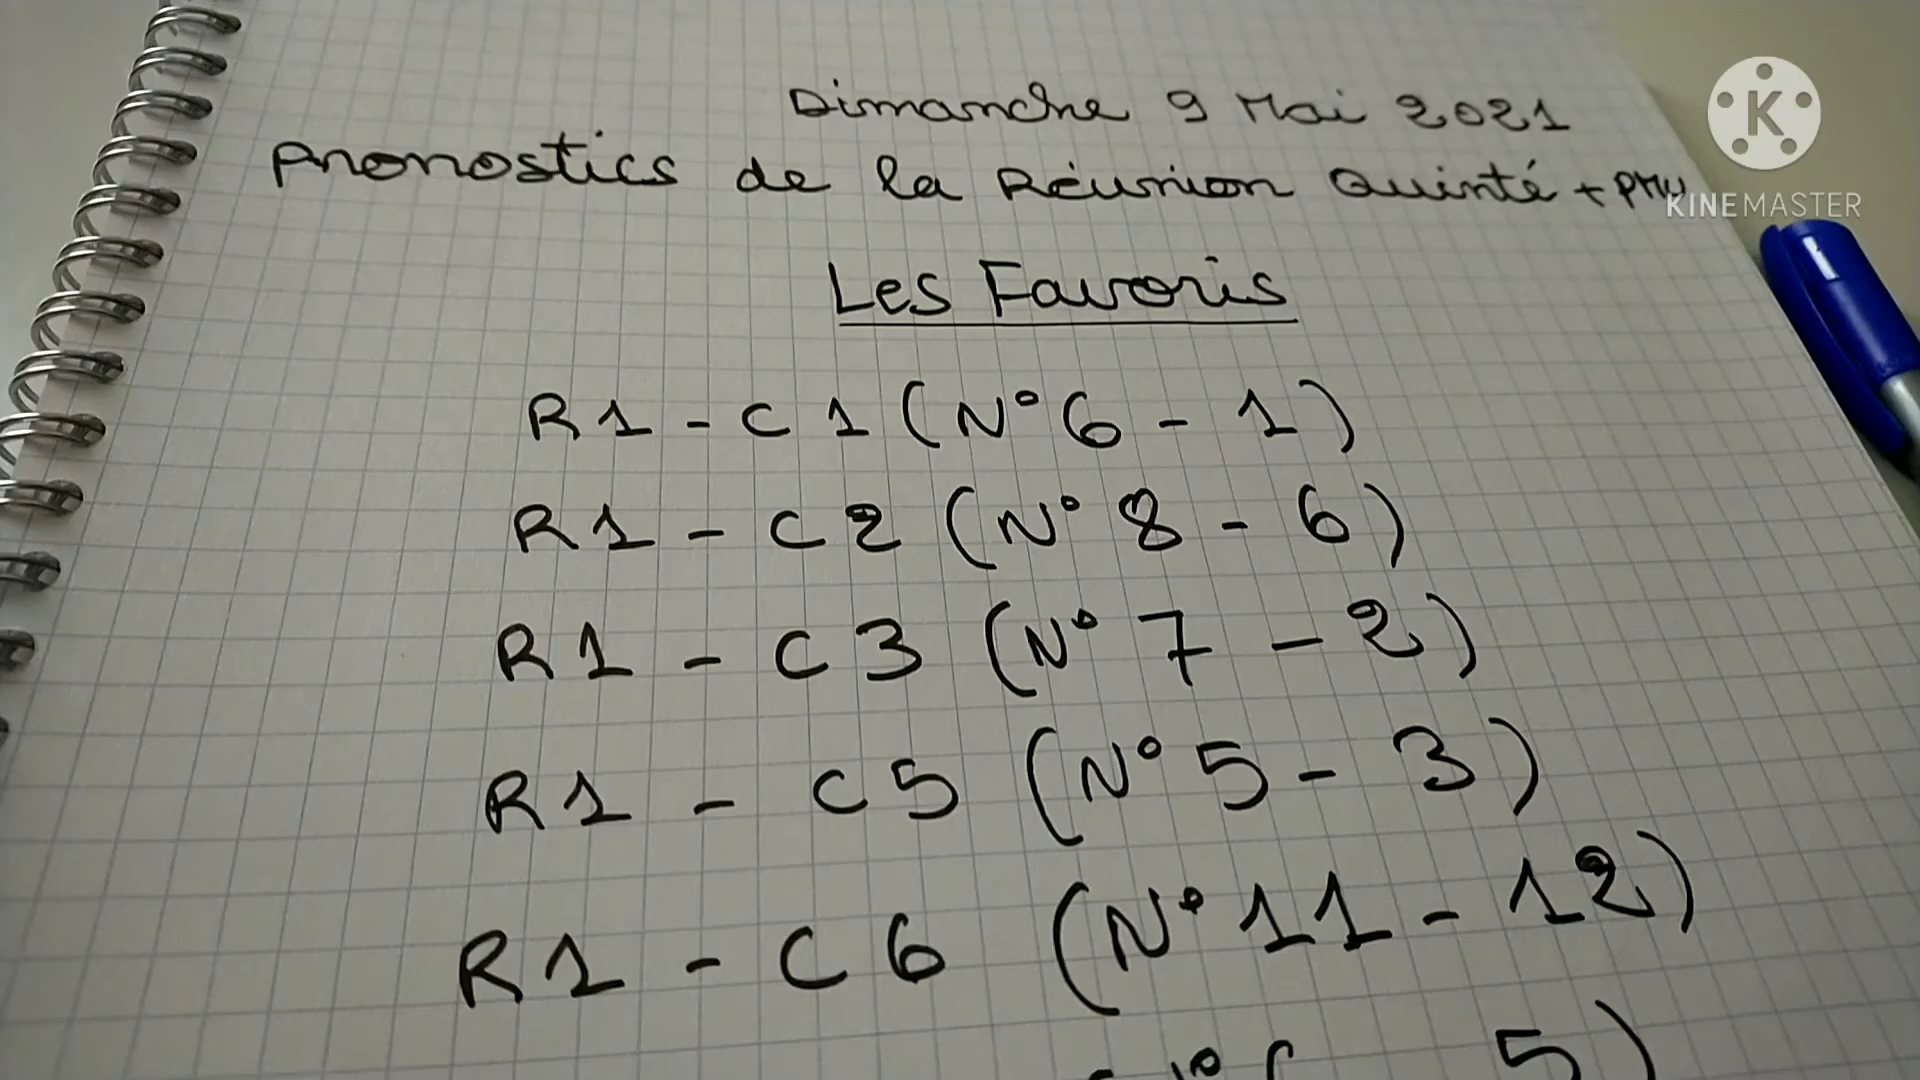 Dimanche 9 Mai 2021
Pronostics de la Réunion Quinté + PMU
KINEMASTER
Les Favoris
R1 - C1 (N° 6 - 1)
R1 - C2 (N° 8 - 6)
R1 - C3 (N° 7 - 2)
R1 - C5 (N° 5 - 3)
R1 - C6 (N° 11 - 12)
5)